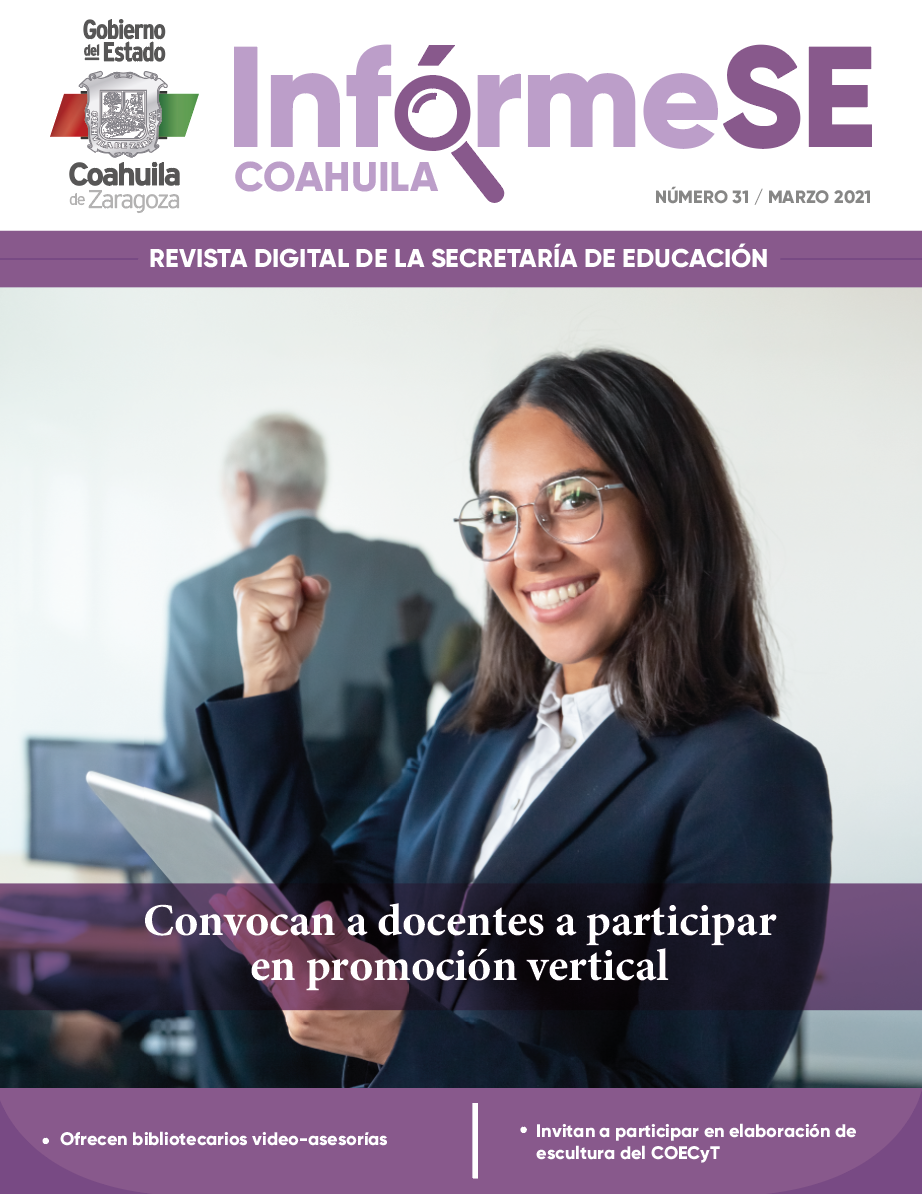 Gobierno
del Estado
Coahuila
de Zaragoza
InfórmeSE
COAHUILA
NÚMERO 31 / MARZO 2021
REVISTA DIGITAL DE LA SECRETARÍA DE EDUCACIÓN
Convocan a docentes a participar
en promoción vertical
• Ofrecen bibliotecarios video-asesorías
• Invitan a participar en elaboración de
escultura del COECyT